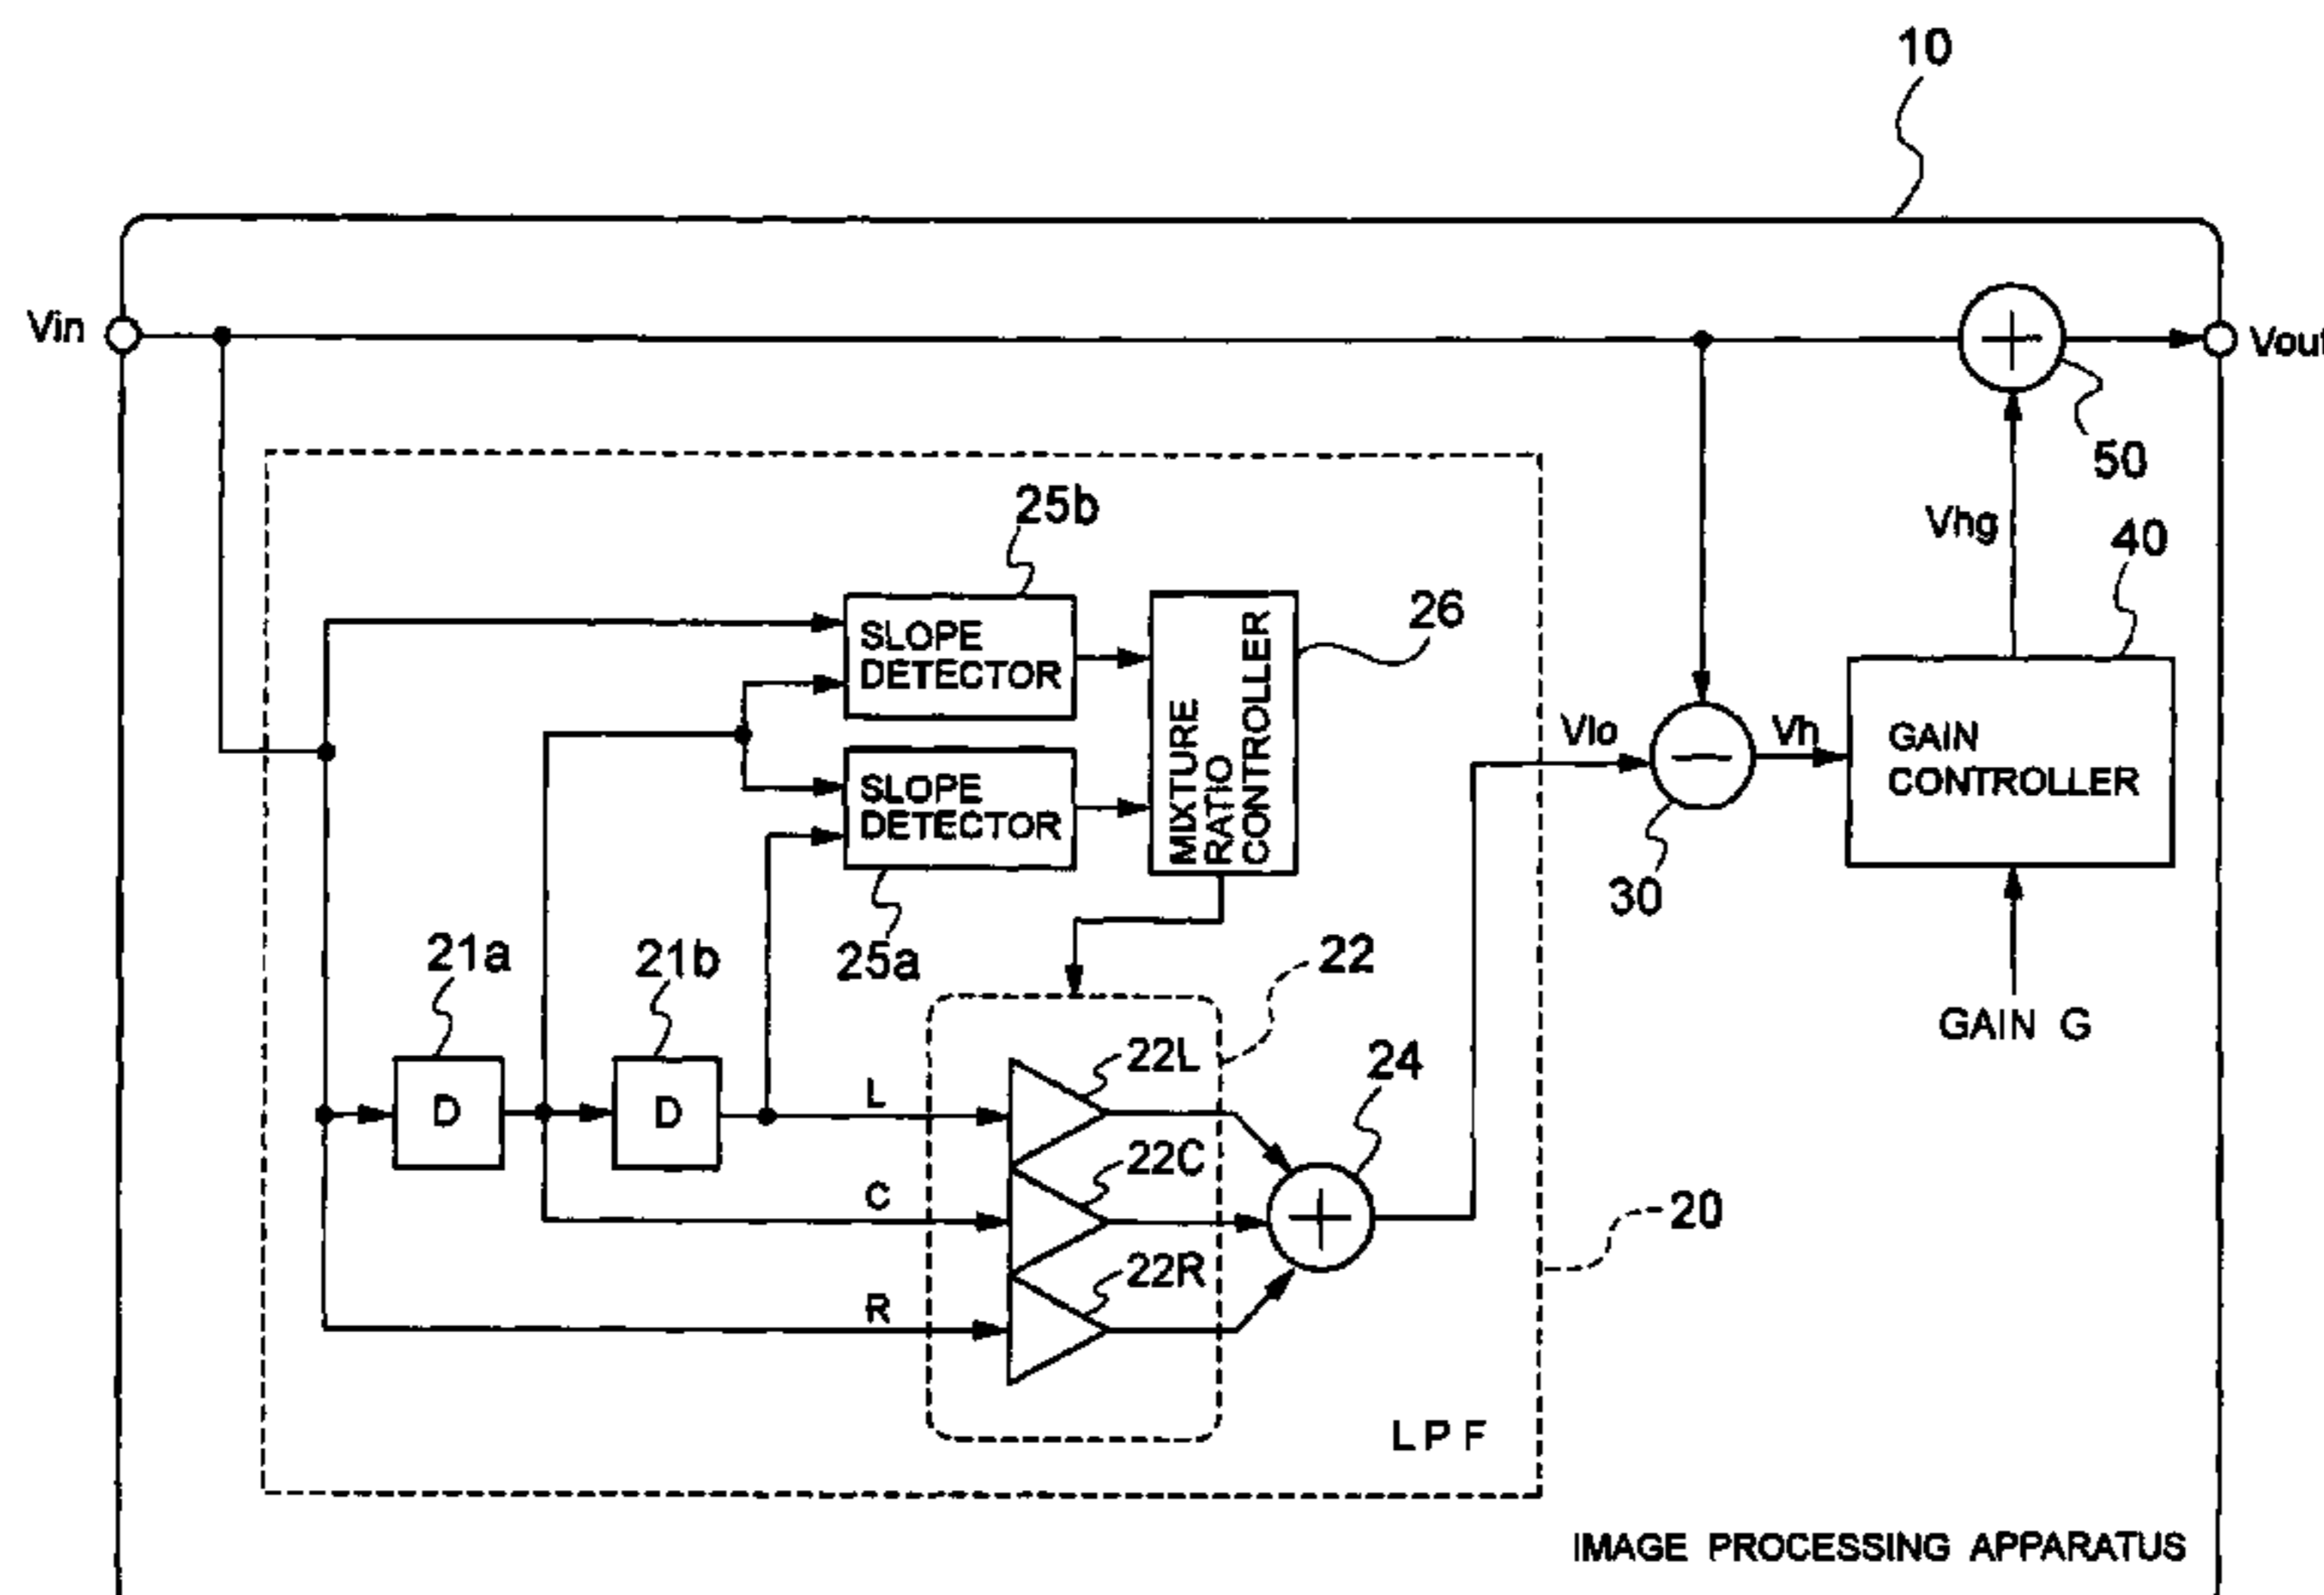 10
Vin
Vout
50
25b
Vhg
40
SLOPE
DETECTOR
26
MIXTURE
RATIO
CONTROLLER
Vlo
Vh
GAIN
CONTROLLER
SLOPE
DETECTOR
30
25a
21a
21b
22
GAIN G
L
22L
24
D
D
C
22C
20
R
22R
LPF
IMAGE PROCESSING APPARATUS